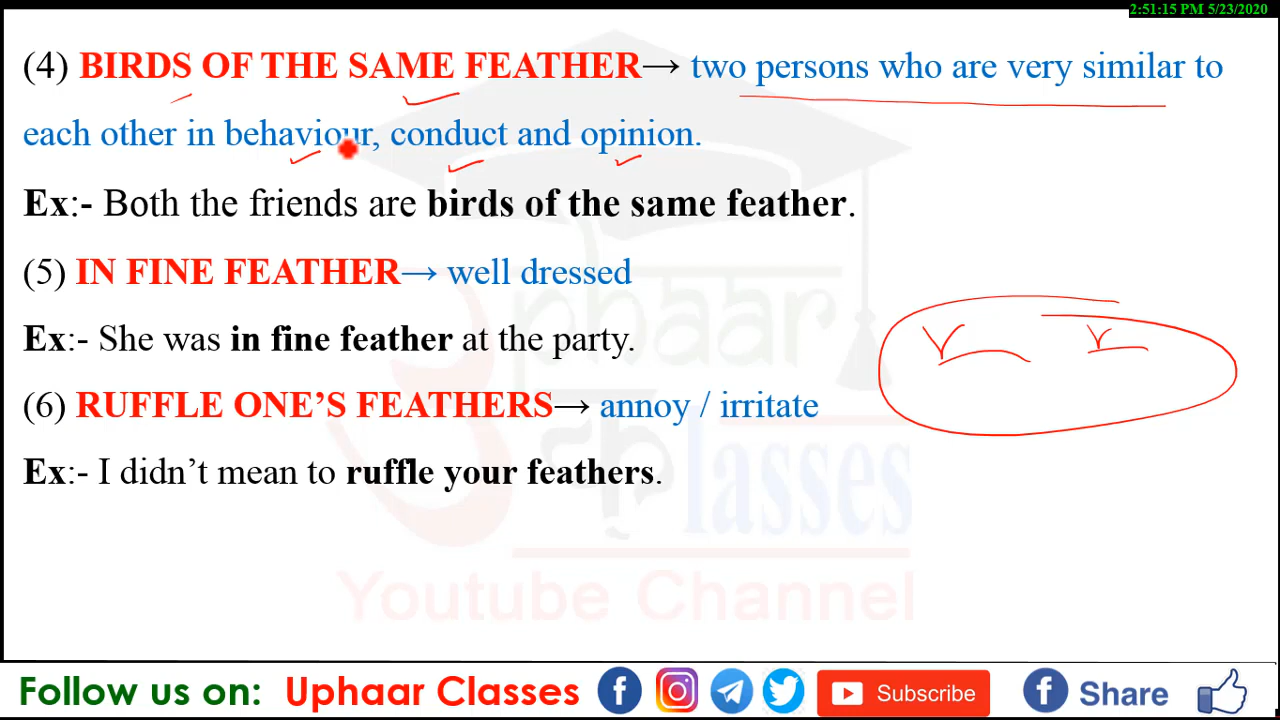 2:51:15 PM 5/23/2020
(4) BIRDS OF THE SAME FEATHER→ two persons who are very similar to
each other in behaviour, conduct and opinion.
Ex:- Both the friends are birds of the same feather.
(5) IN FINE FEATHER→ well dressed
Ex:- She was in fine feather at the party.
(6) RUFFLE ONE’S FEATHERS→ annoy / irritate
Ex:- I didn’t mean to ruffle your feathers.
Youtube Channel
Follow us on: Uphaar Classes Subscribe Share